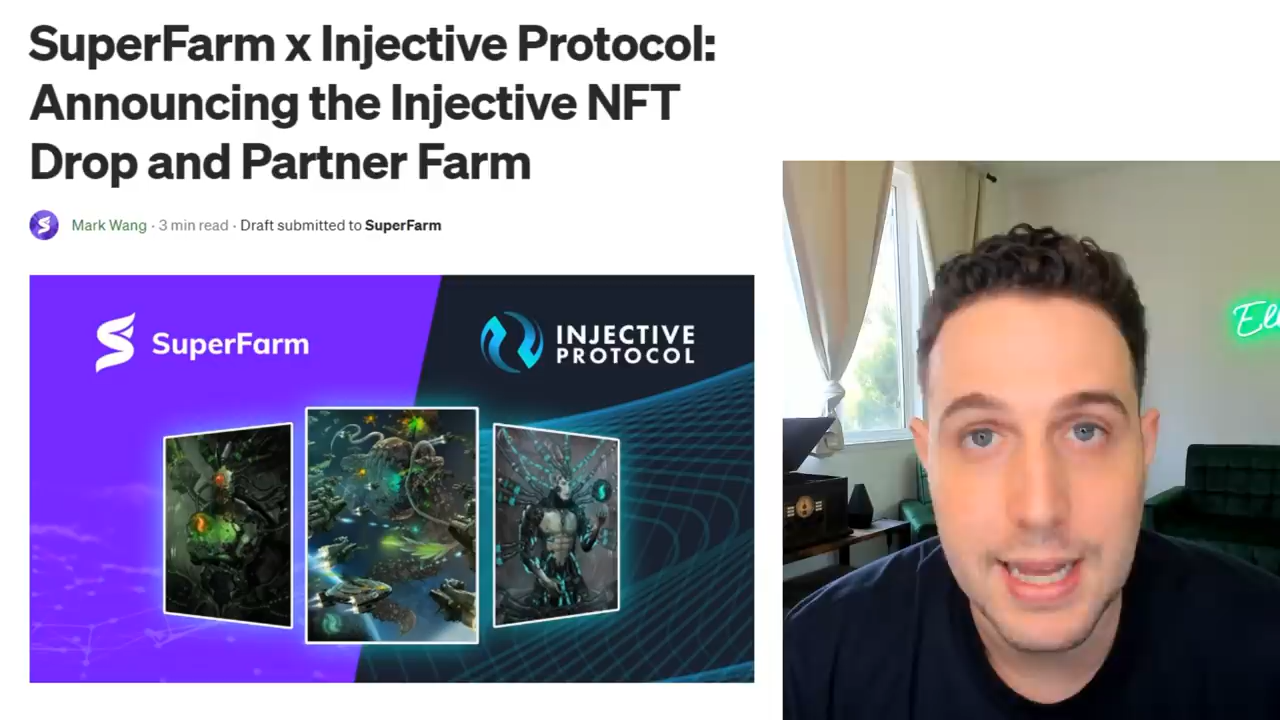 SuperFarm x Injective Protocol:
Announcing the Injective NFT
Drop and Partner Farm
Mark Wang · 3 min read · Draft submitted to SuperFarm
SuperFarm
INJECTIVE
PROTOCOL